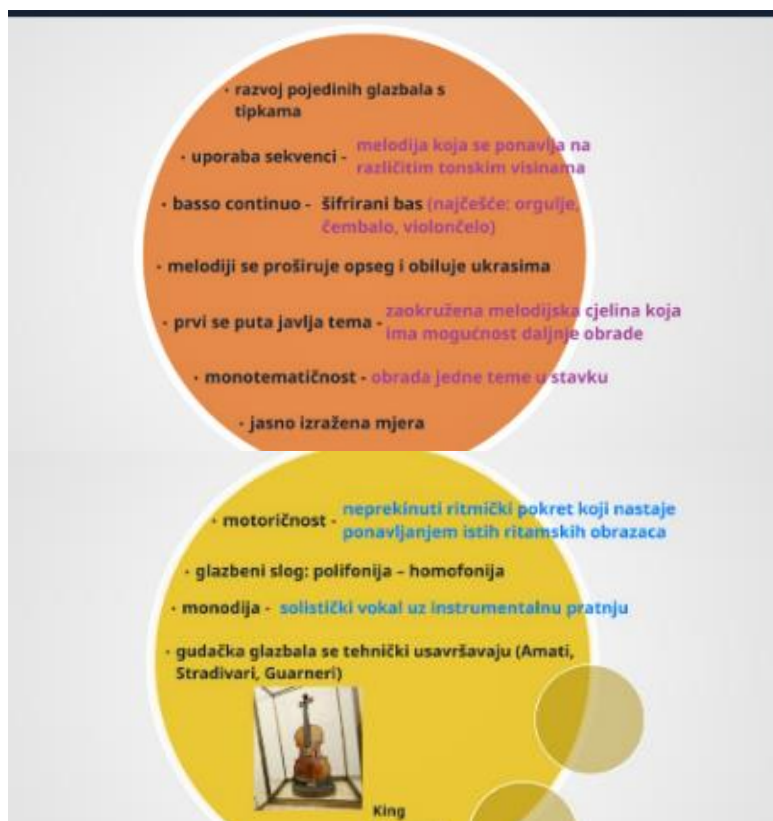 · razvoj pojedinih glazbala s
tipkama
· uporaba sekvenci - melodija koja se ponavlja na
različitim tonskim visinama
· basso continuo - šifrirani bas (najčešće: orgulje,
čembalo, violončelo)
· melodiji se proširuje opseg i obiluje ukrasima
· prvi se puta javlja tema - zaokružena melodijska cjelina koja
ima mogućnost daljnje obrade
· monotematičnost - obrada jedne teme u stavku
· jasno izražena mjera
· motoričnost - neprekinuti ritmički pokret koji nastaje
ponavljanjem istih ritamskih obrazaca
· glazbeni slog: polifonija – homofonija
· monodija - solistički vokal uz instrumentalnu pratnju
· gudačka glazbala se tehnički usavršavaju (Amati,
Stradivari, Guarneri)
King